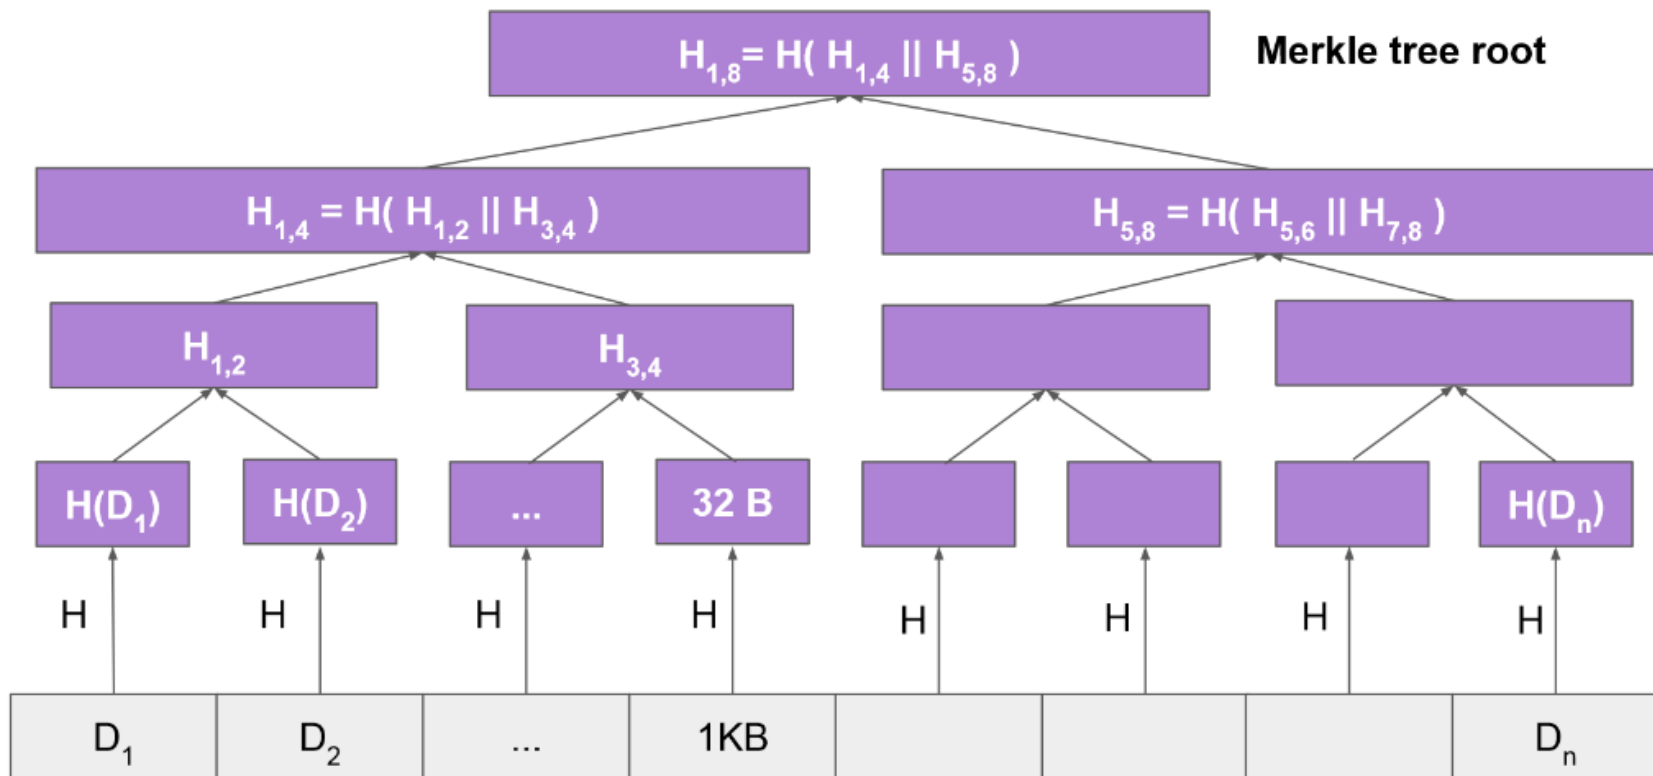 H₁,₈= H( H₁,₄ || H₅,₈ )
Merkle tree root
H₁,₄ = H( H₁,₂ || H₃,₄ )
H₅,₈ = H( H₅,₆ || H₇,₈ )
H₁,₂
H₃,₄
H(D₁)
H(D₂)
...
32 B
H(Dₙ)
H
H
H
H
H
H
H
H
D₁
D₂
...
1KB
Dₙ